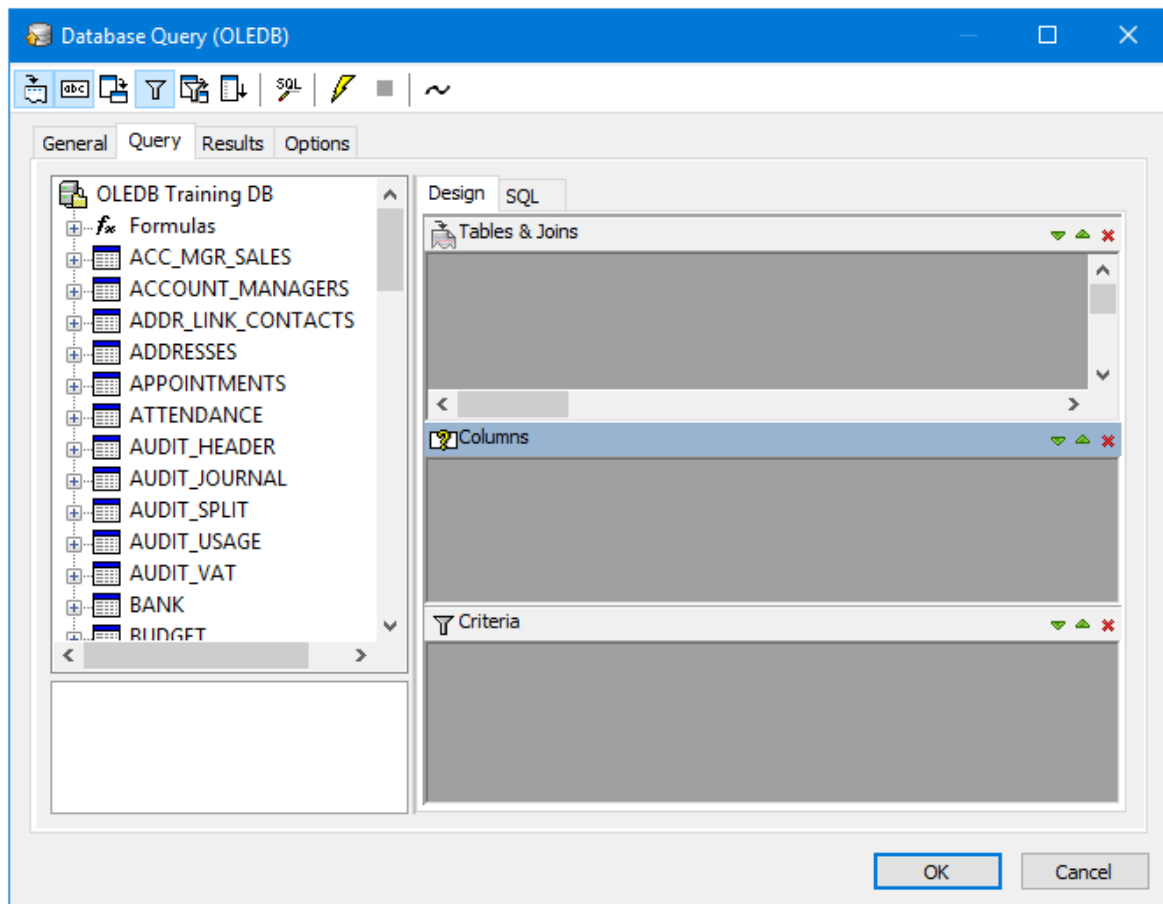 Database Query (OLEDB)
abc
SQL
General Query Results Options
OLEDB Training DB
Formulas
ACC_MGR_SALES
ACCOUNT_MANAGERS
ADDR_LINK_CONTACTS
ADDRESSES
APPOINTMENTS
ATTENDANCE
AUDIT_HEADER
AUDIT_JOURNAL
AUDIT_SPLIT
AUDIT_USAGE
AUDIT_VAT
BANK
BUDGET
Design SQL
Tables & Joins
Columns
Criteria
OK Cancel